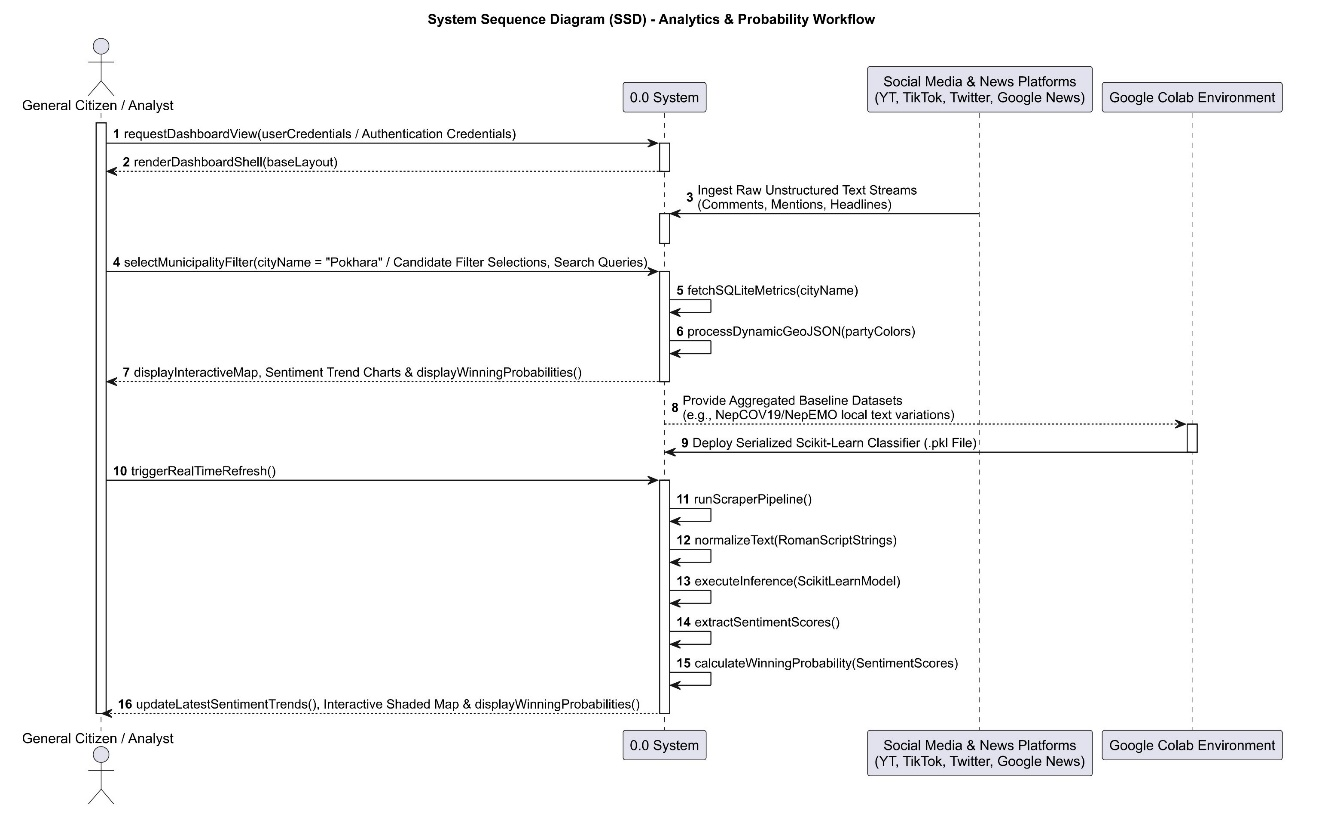 System Sequence Diagram (SSD) - Analytics & Probability Workflow
General Citizen / Analyst
0.0 System
Social Media & News Platforms
(YT, TikTok, Twitter, Google News)
Google Colab Environment
1 requestDashboardView(userCredentials / Authentication Credentials)
2 renderDashboardShell(baseLayout)
3 Ingest Raw Unstructured Text Streams
(Comments, Mentions, Headlines)
4 selectMunicipalityFilter(cityName = "Pokhara" / Candidate Filter Selections, Search Queries)
5 fetchSQLiteMetrics(cityName)
6 processDynamicGeoJSON(partyColors)
7 displayInteractiveMap, Sentiment Trend Charts & displayWinningProbabilities()
8 Provide Aggregated Baseline Datasets
(e.g., NepCOV19/NepEMO local text variations)
9 Deploy Serialized Scikit-Learn Classifier (.pkl File)
10 triggerRealTimeRefresh()
11 runScraperPipeline()
12 normalizeText(RomanScriptStrings)
13 executeInference(ScikitLearnModel)
14 extractSentimentScores()
15 calculateWinningProbability(SentimentScores)
16 updateLatestSentimentTrends(), Interactive Shaded Map & displayWinningProbabilities()
General Citizen / Analyst
0.0 System
Social Media & News Platforms
(YT, TikTok, Twitter, Google News)
Google Colab Environment